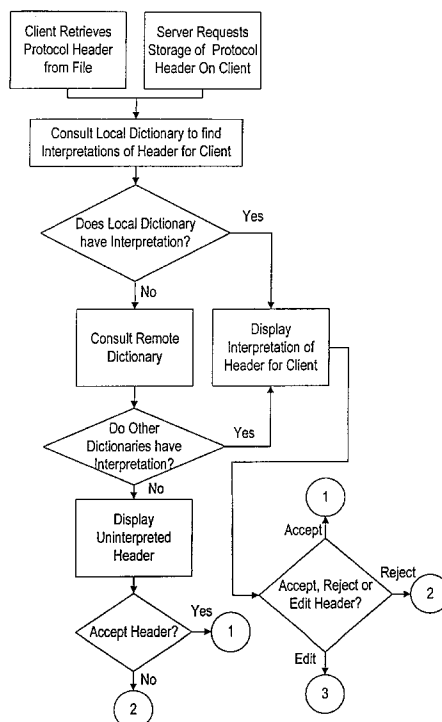 Client Retrieves
Protocol Header
from File
Server Requests
Storage of Protocol
Header On Client
Consult Local Dictionary to find
Interpretations of Header for Client
Does Local Dictionary
have Interpretation?
Yes
No
Consult Remote
Dictionary
Display
Interpretation of
Header for Client
Do Other
Dictionaries have
Interpretation?
Yes
No
Display
Uninterpreted
Header
Accept Header?
Yes
1
No
2
1
Accept
Accept, Reject or
Edit Header?
Reject
2
Edit
3